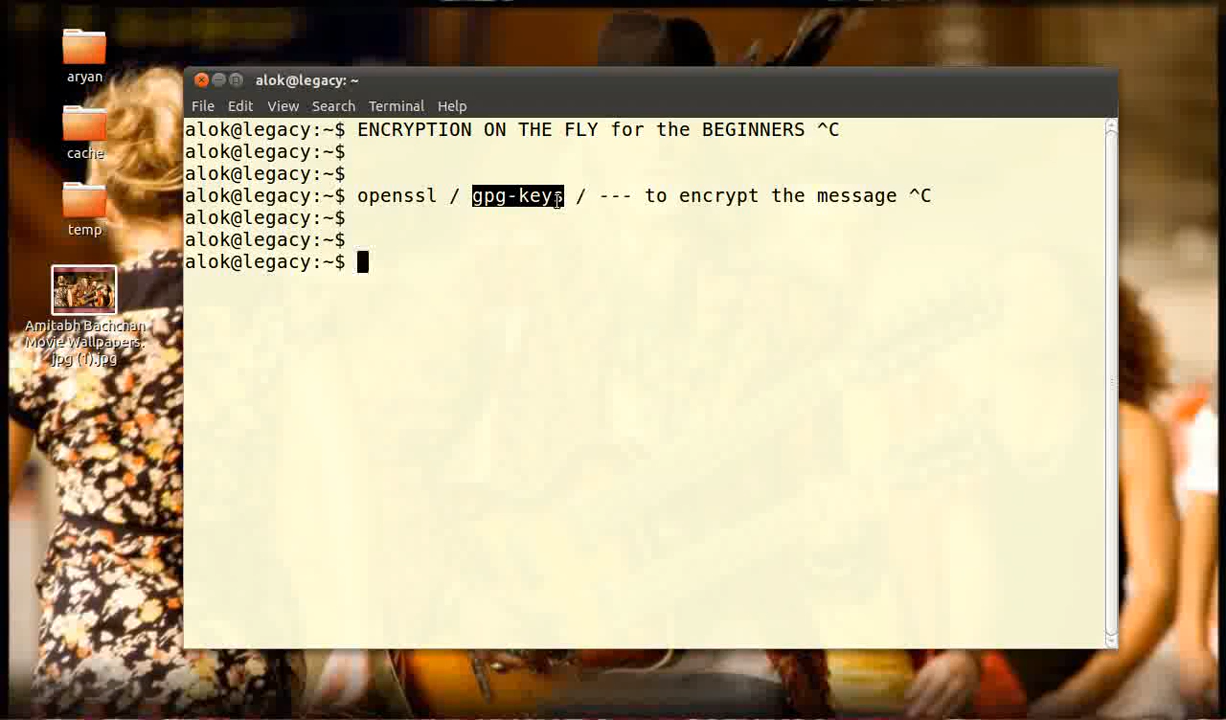 aryan
cache
temp
Amitabh Bachchan
Movie Wallpapers.
jpg (1).jpg
alok@legacy: ~
File Edit View Search Terminal Help
alok@legacy:~$ ENCRYPTION ON THE FLY for the BEGINNERS ^C
alok@legacy:~$
alok@legacy:~$
alok@legacy:~$ openssl / gpg-keys / --- to encrypt the message ^C
alok@legacy:~$
alok@legacy:~$
alok@legacy:~$